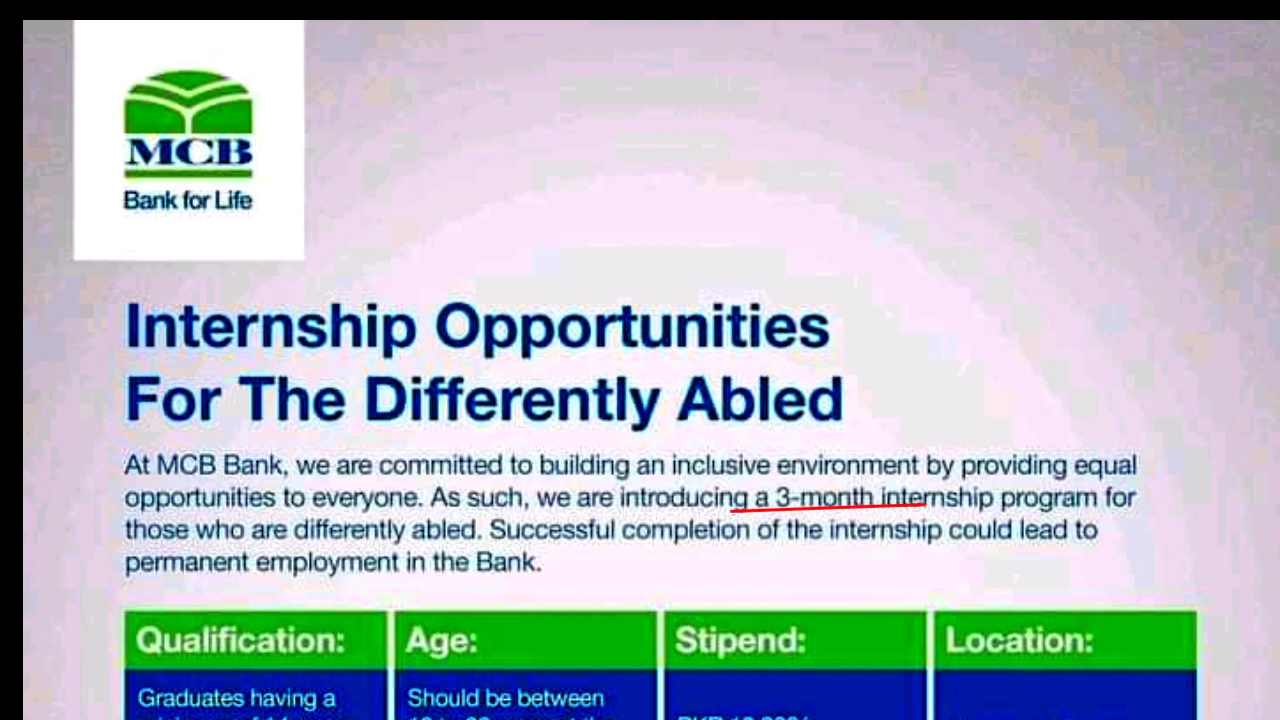 MCB
Bank for Life
Internship Opportunities
For The Differently Abled
At MCB Bank, we are committed to building an inclusive environment by providing equal
opportunities to everyone. As such, we are introducing a 3-month internship program for
those who are differently abled. Successful completion of the internship could lead to
permanent employment in the Bank.
Qualification: Age: Stipend: Location:
Graduates having a Should be between